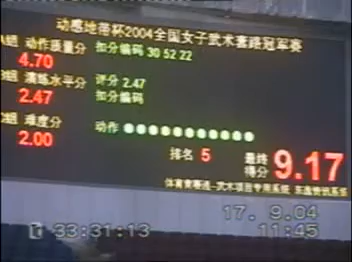 动感地带杯2004全国女子武术套路冠军赛
A组 动作质量分 扣分编码 30 52 22
4.70
B组 演练水平分 评分 2.47
2.47 扣分编码
C组 难度分 动作
2.00
排名 5 最终得分 9.17
体育竞赛通--武术项目专用系统
17. 9.04
33:31:13 11:45